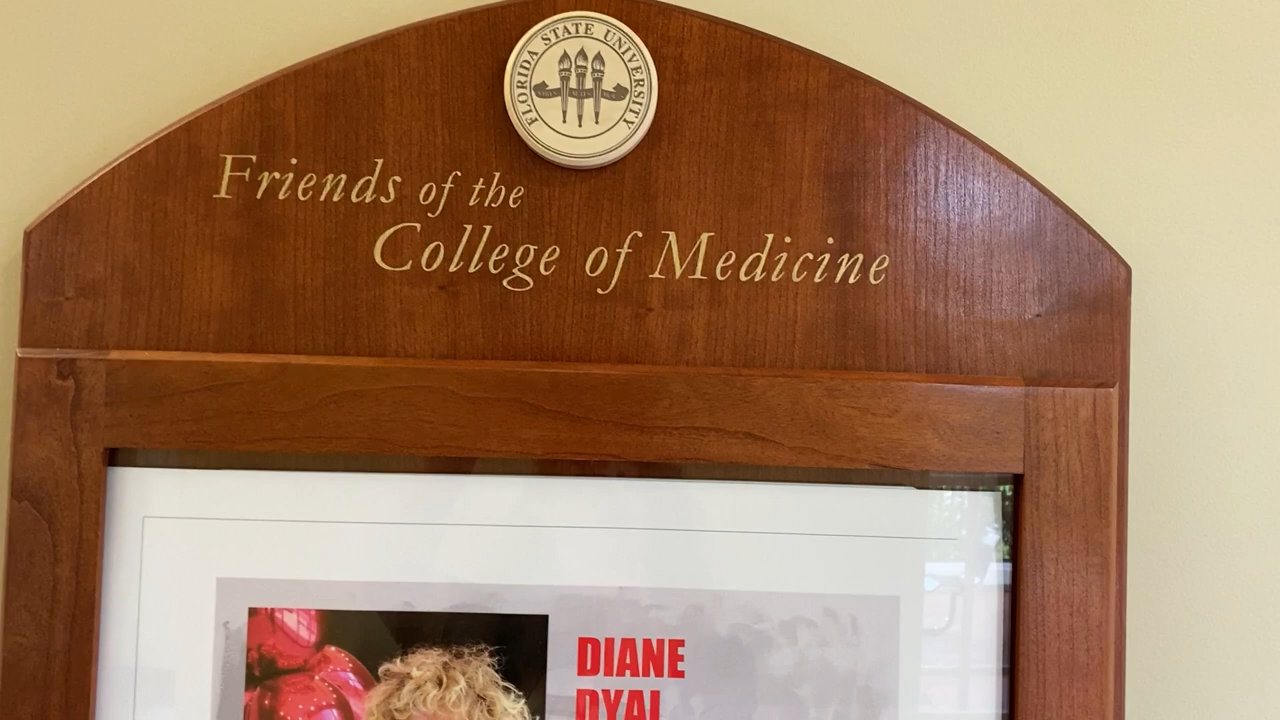 FLORIDA STATE UNIVERSITY
Friends of the
College of Medicine
DIANE
DYAL